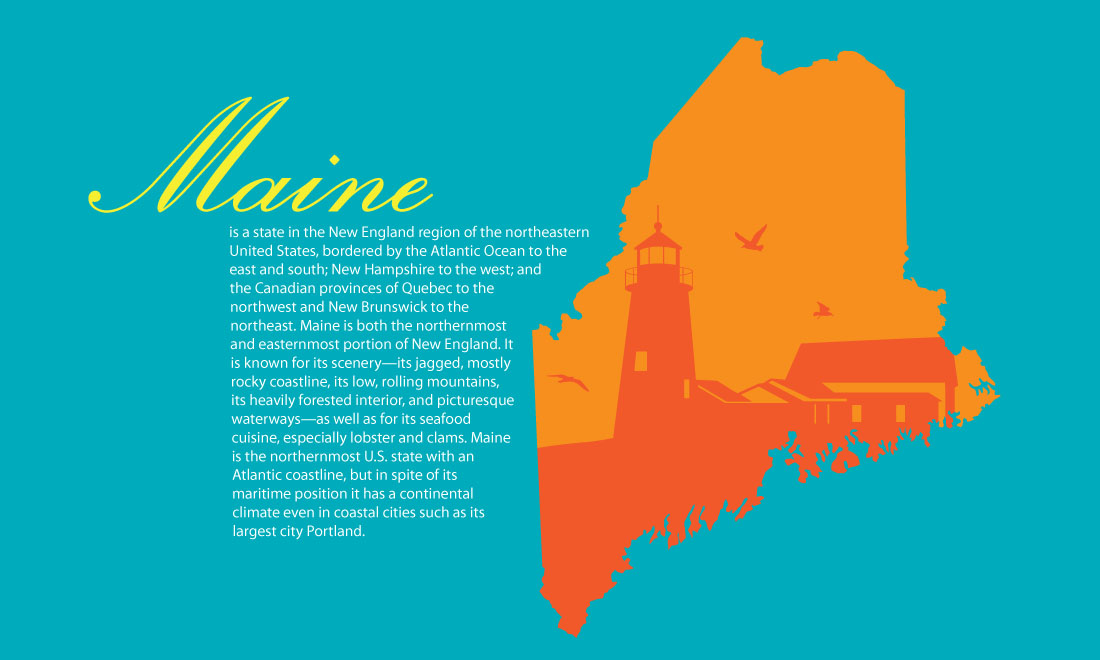 Maine
is a state in the New England region of the northeastern
United States, bordered by the Atlantic Ocean to the
east and south; New Hampshire to the west; and
the Canadian provinces of Quebec to the
northwest and New Brunswick to the
northeast. Maine is both the northernmost
and easternmost portion of New England. It
is known for its scenery—its jagged, mostly
rocky coastline, its low, rolling mountains,
its heavily forested interior, and picturesque
waterways—as well as for its seafood
cuisine, especially lobster and clams. Maine
is the northernmost U.S. state with an
Atlantic coastline, but in spite of its
maritime position it has a continental
climate even in coastal cities such as its
largest city Portland.